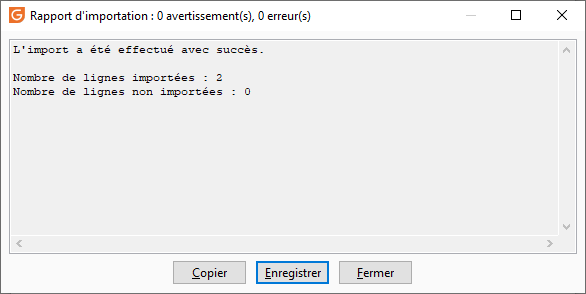 Rapport d'importation : 0 avertissement(s), 0 erreur(s)
L'import a été effectué avec succès.
Nombre de lignes importées : 2
Nombre de lignes non importées : 0
Copier
Enregistrer
Fermer